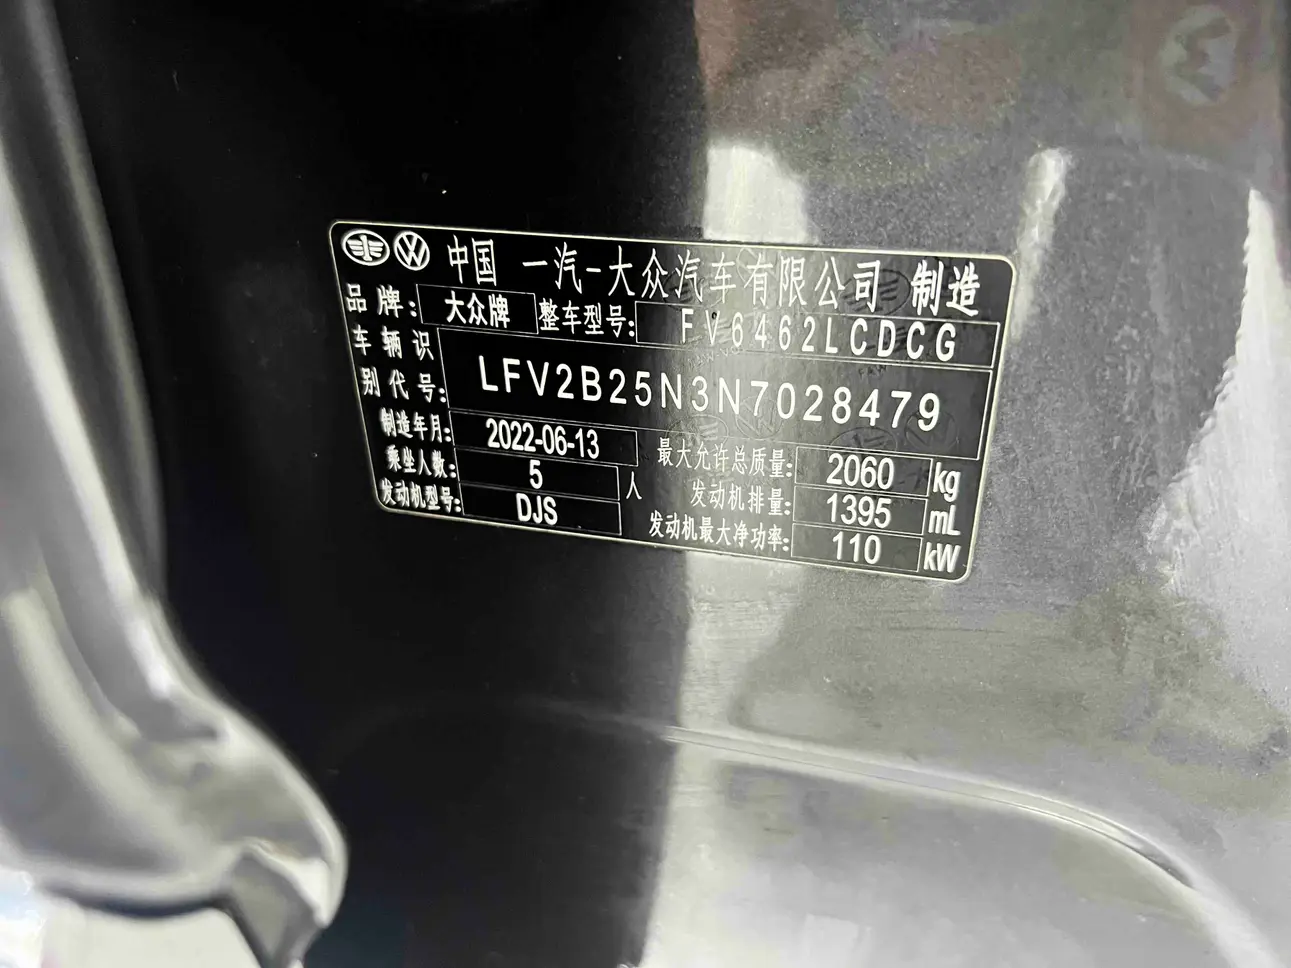 中国 一汽-大众汽车有限公司 制造
品牌: 大众牌 整车型号: FV6462LCDCG
车辆识别代号: LFV2B25N3N7028479
制造年月: 2022-06-13 最大允许总质量: 2060 kg
乘坐人数: 5 人 发动机排量: 1395 mL
发动机型号: DJS 发动机最大净功率: 110 kW